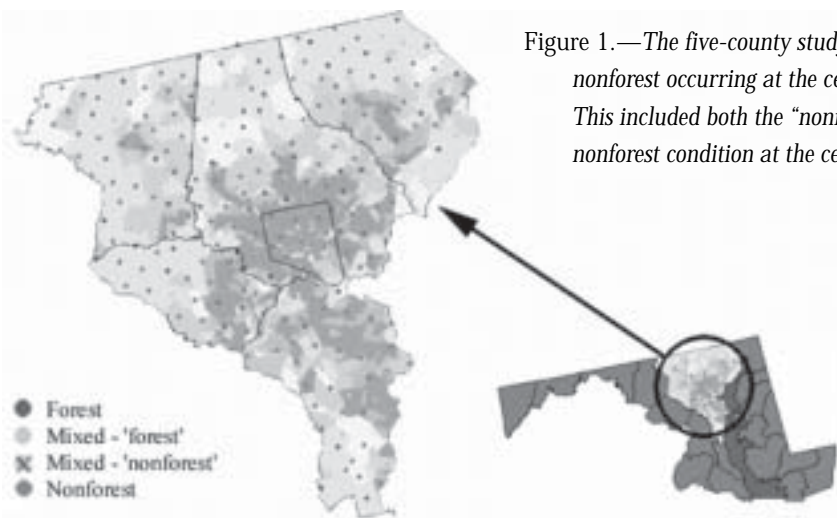 Figure 1.—The five-county study
nonforest occurring at the ce
This included both the “nonf
nonforest condition at the ce
Forest
Mixed - 'forest'
Mixed - 'nonforest'
Nonforest